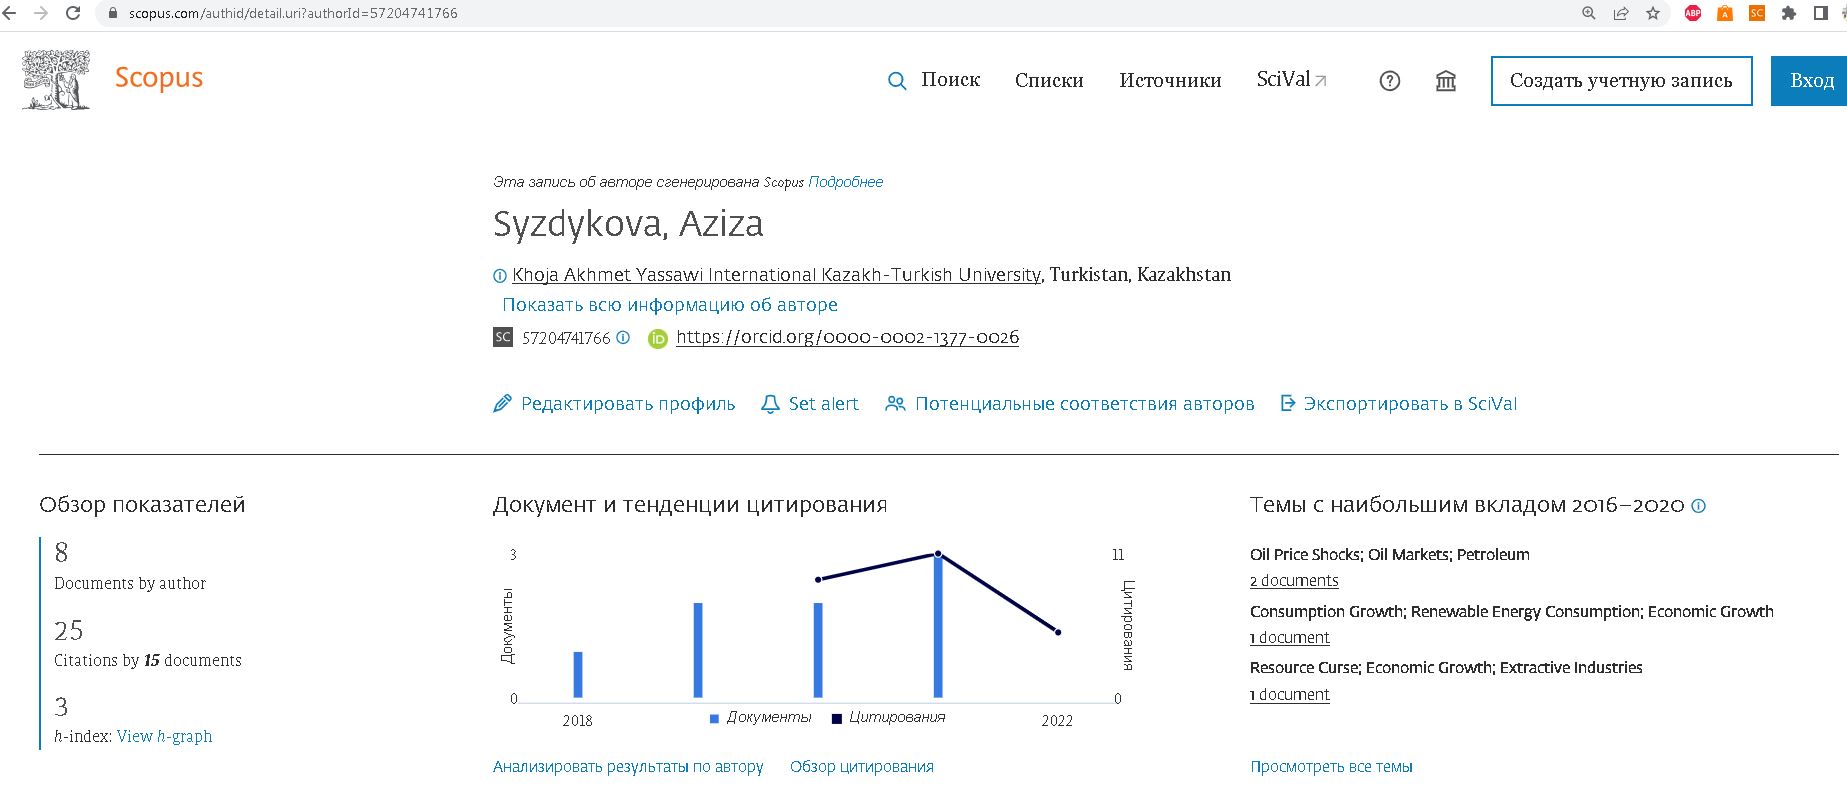 scopus.com/authid/detail.uri?authorId=57204741766
ABP
A
SC
Scopus
Поиск Списки Источники SciVal Создать учетную запись Вход
Эта запись об авторе сгенерирована Scopus Подробнее
Syzdykova, Aziza
Khoja Akhmet Yassawi International Kazakh-Turkish University, Turkistan, Kazakhstan
Показать всю информацию об авторе
SC 57204741766 iD https://orcid.org/0000-0002-1377-0026
Редактировать профиль Set alert Потенциальные соответствия авторов Экспортировать в SciVal
Обзор показателей
8
Documents by author
25
Citations by 15 documents
3
h-index: View h-graph
Документ и тенденции цитирования
3 11
Документы
Цитирования
0 0
2018 2022
Документы Цитирования
Анализировать результаты по автору Обзор цитирования
Темы с наибольшим вкладом 2016–2020
Oil Price Shocks; Oil Markets; Petroleum
2 documents
Consumption Growth; Renewable Energy Consumption; Economic Growth
1 document
Resource Curse; Economic Growth; Extractive Industries
1 document
Просмотреть все темы